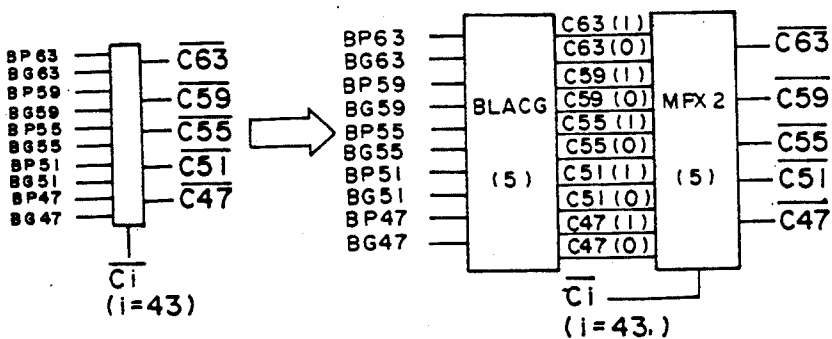 BP63
BG63
BP59
BG59
BP55
BG55
BP51
BG51
BP47
BG47
C63
C59
C55
C51
C47
Ci
(i=43)
BP63
BG63
BP59
BG59
BP55
BG55
BP51
BG51
BP47
BG47
BLACG
(5)
C63(1)
C63(0)
C59(1)
C59(0)
C55(1)
C55(0)
C51(1)
C51(0)
C47(1)
C47(0)
MPX2
(5)
C63
C59
C55
C51
C47
Ci
(i=43.)